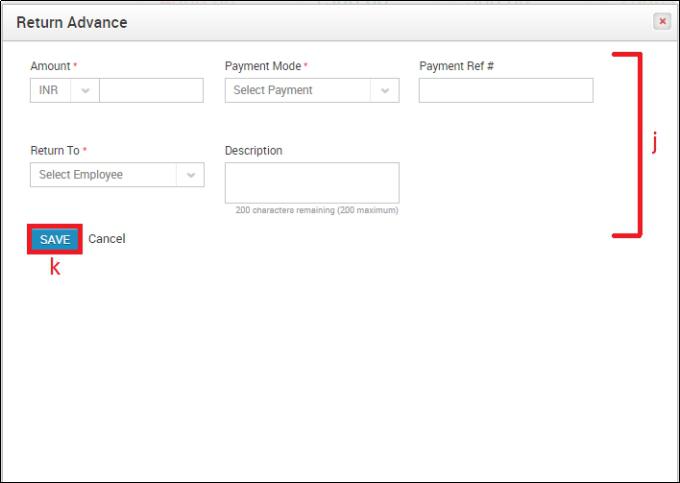 Return Advance
Amount * Payment Mode * Payment Ref #
INR Select Payment
j
Return To * Description
Select Employee
200 characters remaining (200 maximum)
SAVE Cancel
k